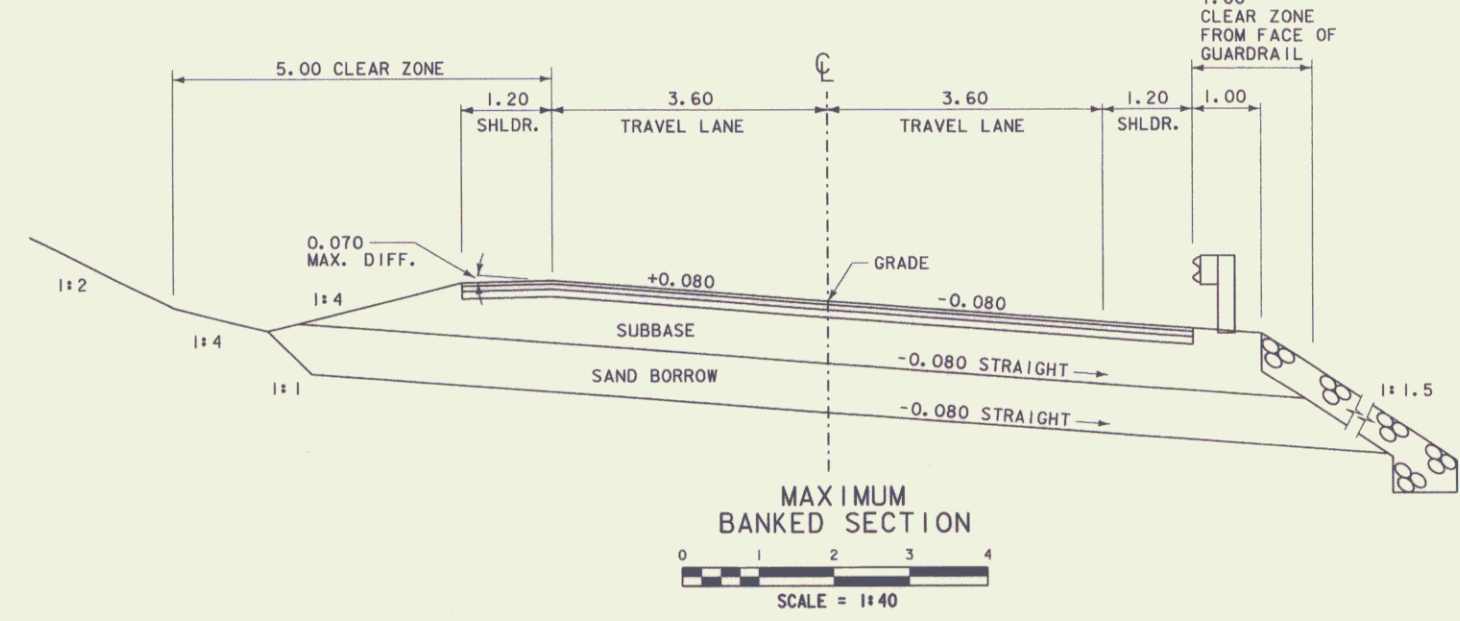 CLEAR ZONE
FROM FACE OF
GUARDRAIL
5.00 CLEAR ZONE
℄
1.20
3.60
3.60
1.20
1.00
SHLDR.
TRAVEL LANE
TRAVEL LANE
SHLDR.
0.070
MAX. DIFF.
GRADE
+0.080
-0.080
1:2
1:4
1:4
SUBBASE
-0.080 STRAIGHT
SAND BORROW
1:1
1:1.5
-0.080 STRAIGHT
MAXIMUM
BANKED SECTION
0 1 2 3 4
SCALE = 1:40